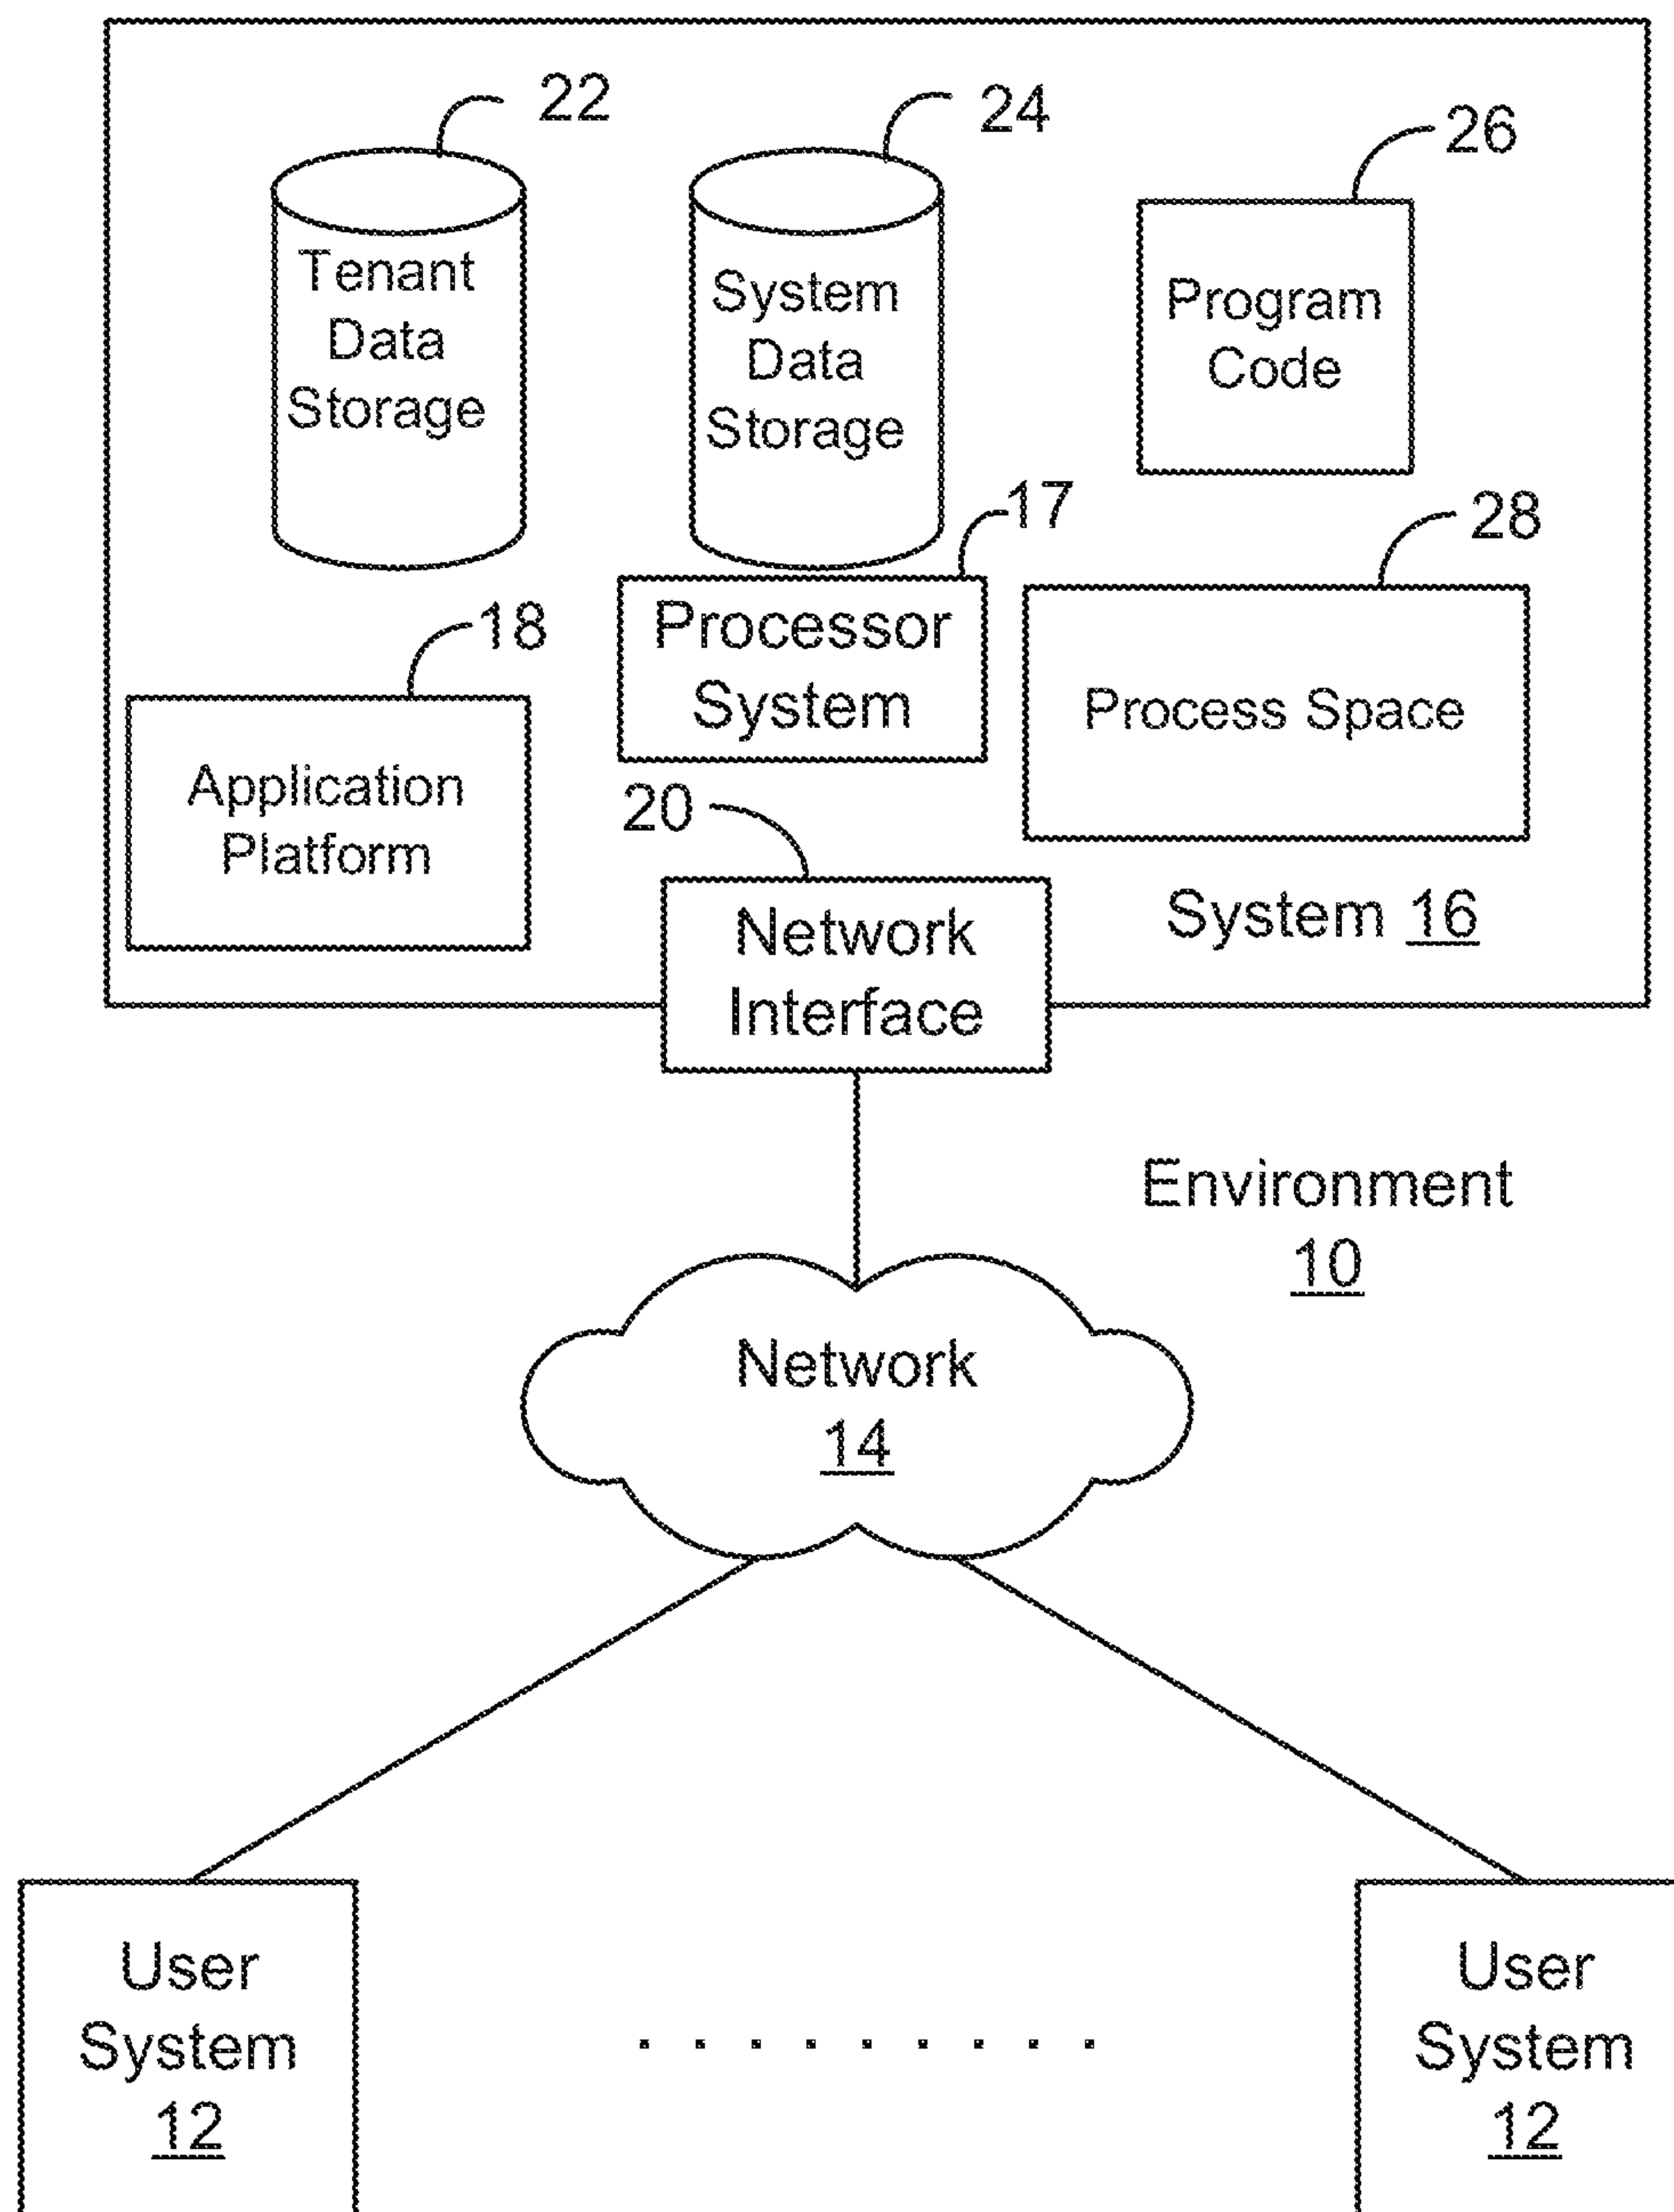 22
24
26
Tenant
Data
Storage
System
Data
Storage
Program
Code
17
28
18
Processor
System
Process Space
Application
Platform
20
Network
Interface
System 16
Environment
10
Network
14
User
System
12
User
System
12